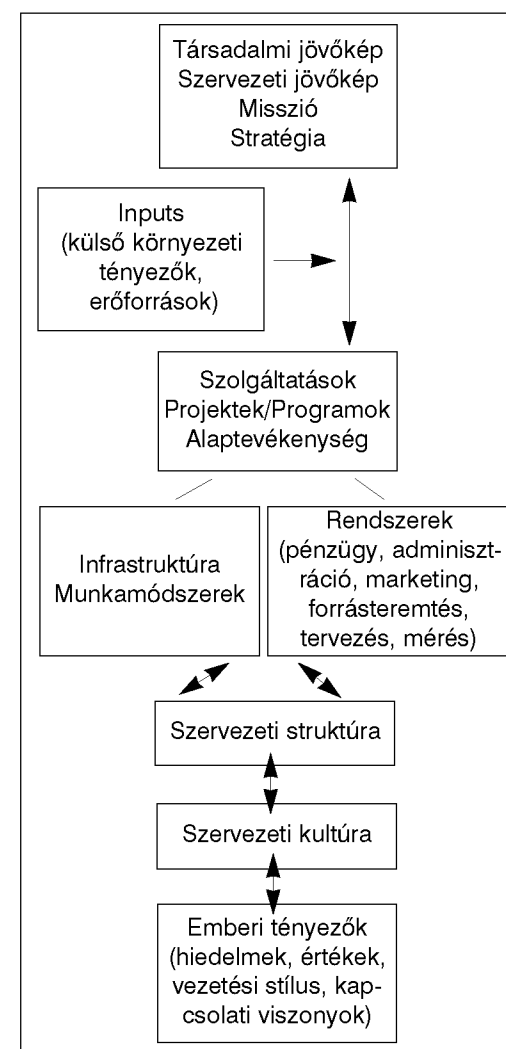 Társadalmi jövőkép
Szervezeti jövőkép
Misszió
Stratégia
Inputs
(külső környezeti
tényezők,
erőforrások)
Szolgáltatások
Projektek/Programok
Alaptevékenység
Infrastruktúra
Munkamódszerek
Rendszerek
(pénzügy, adminiszt-
ráció, marketing,
forrásteremtés,
tervezés, mérés)
Szervezeti struktúra
Szervezeti kultúra
Emberi tényezők
(hiedelmek, értékek,
vezetési stílus, kap-
csolati viszonyok)